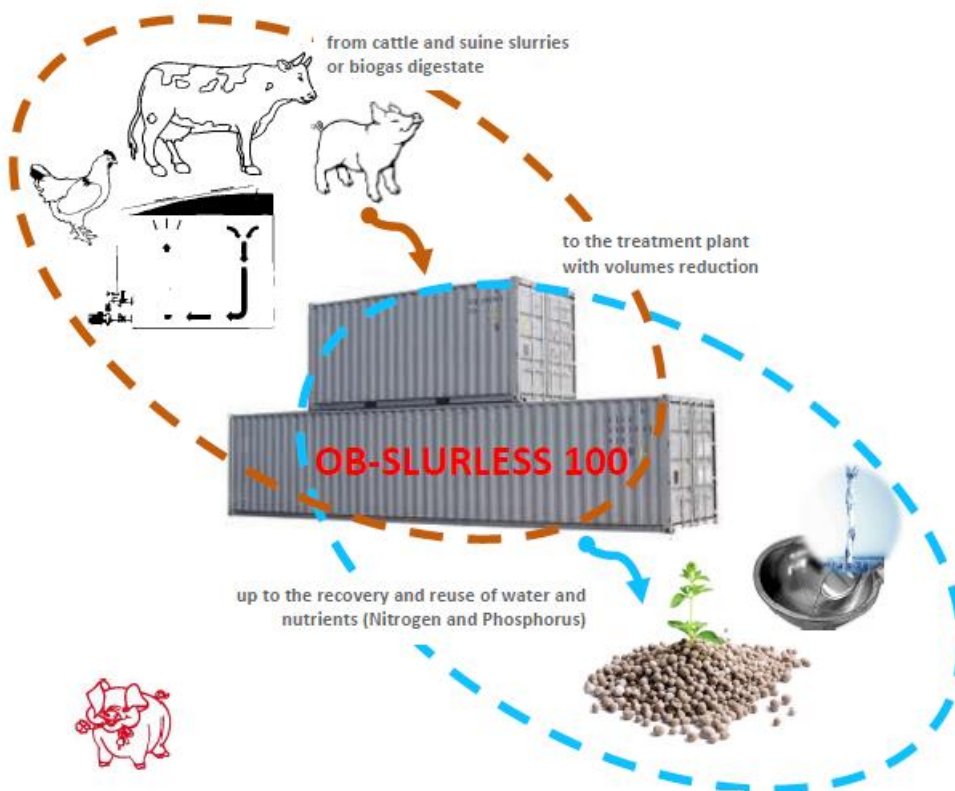 from cattle and suine slurries
or biogas digestate
to the treatment plant
with volumes reduction
OB-SLURLESS 100
up to the recovery and reuse of water and
nutrients (Nitrogen and Phosphorus)